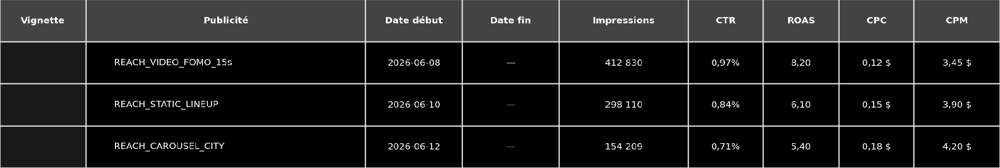 Vignette Publicité Date début Date fin Impressions CTR ROAS CPC CPM
REACH_VIDEO_FOMO_15s 2026-06-08 — 412 830 0,97% 8,20 0,12 $ 3,45 $
REACH_STATIC_LINEUP 2026-06-10 — 298 110 0,84% 6,10 0,15 $ 3,90 $
REACH_CAROUSEL_CITY 2026-06-12 — 154 209 0,71% 5,40 0,18 $ 4,20 $